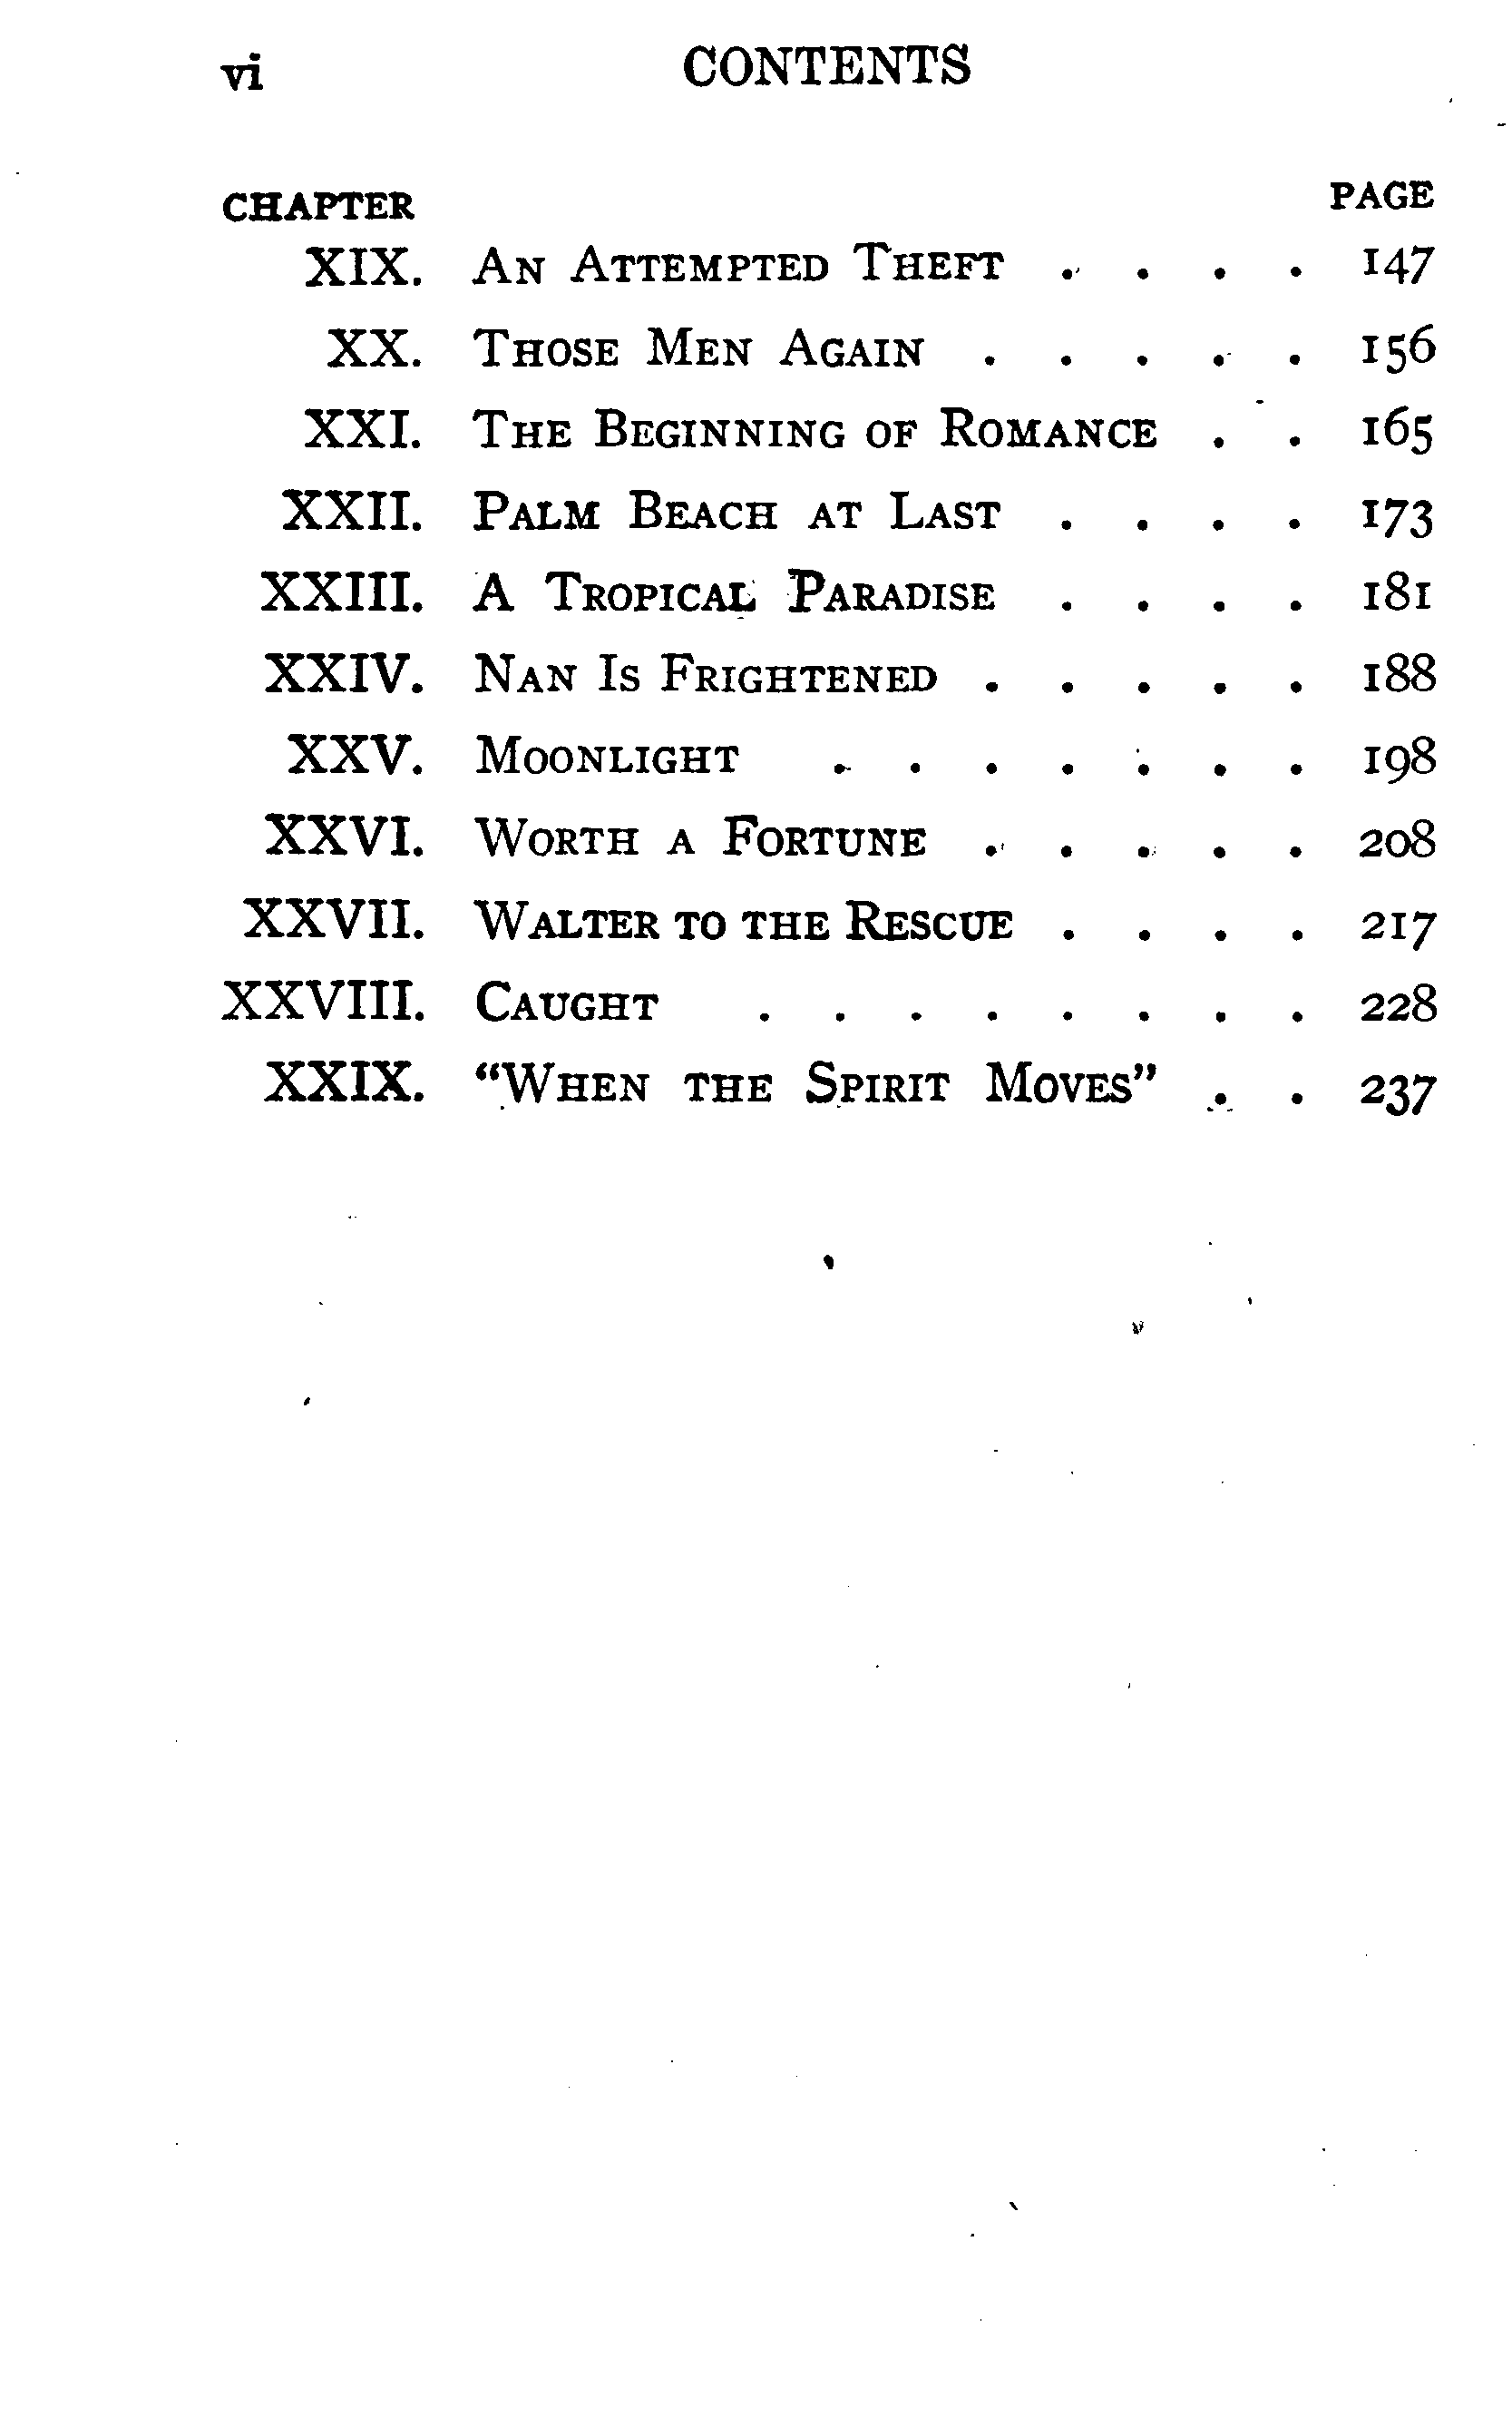 vi CONTENTS
CHAPTER PAGE
XIX. An Attempted Theft . . . . 147
XX. Those Men Again . . . . . 156
XXI. The Beginning of Romance . . 165
XXII. Palm Beach at Last . . . . 173
XXIII. A Tropical Paradise . . . . 181
XXIV. Nan Is Frightened . . . . . 188
XXV. Moonlight . . . . . . . 198
XXVI. Worth a Fortune . . . . . 208
XXVII. Walter to the Rescue . . . . 217
XXVIII. Caught . . . . . . . . 228
XXIX. “When the Spirit Moves” . . 237